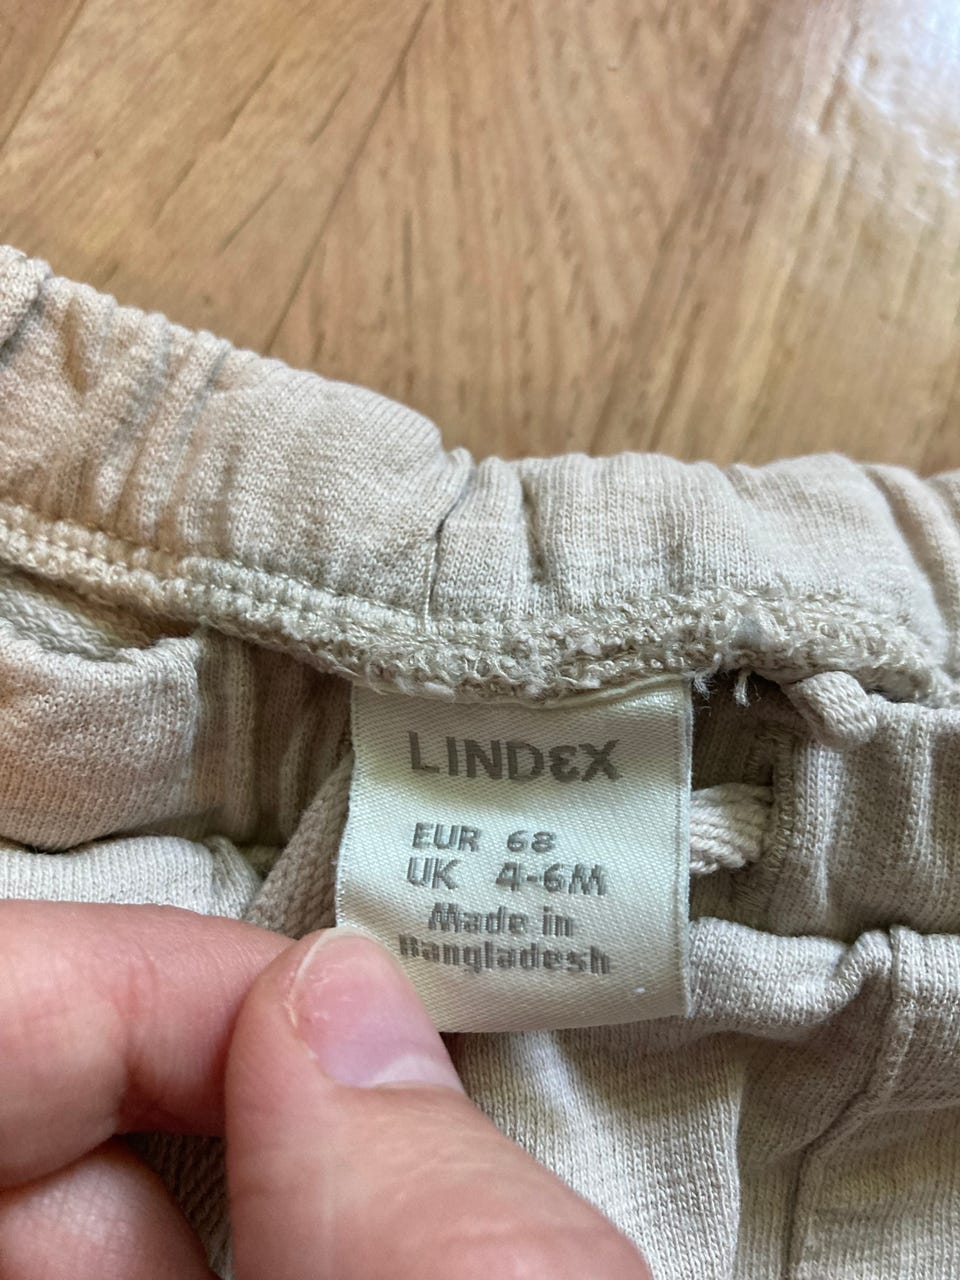 LINDEX
EUR 68
UK 4-6M
Made in
Bangladesh